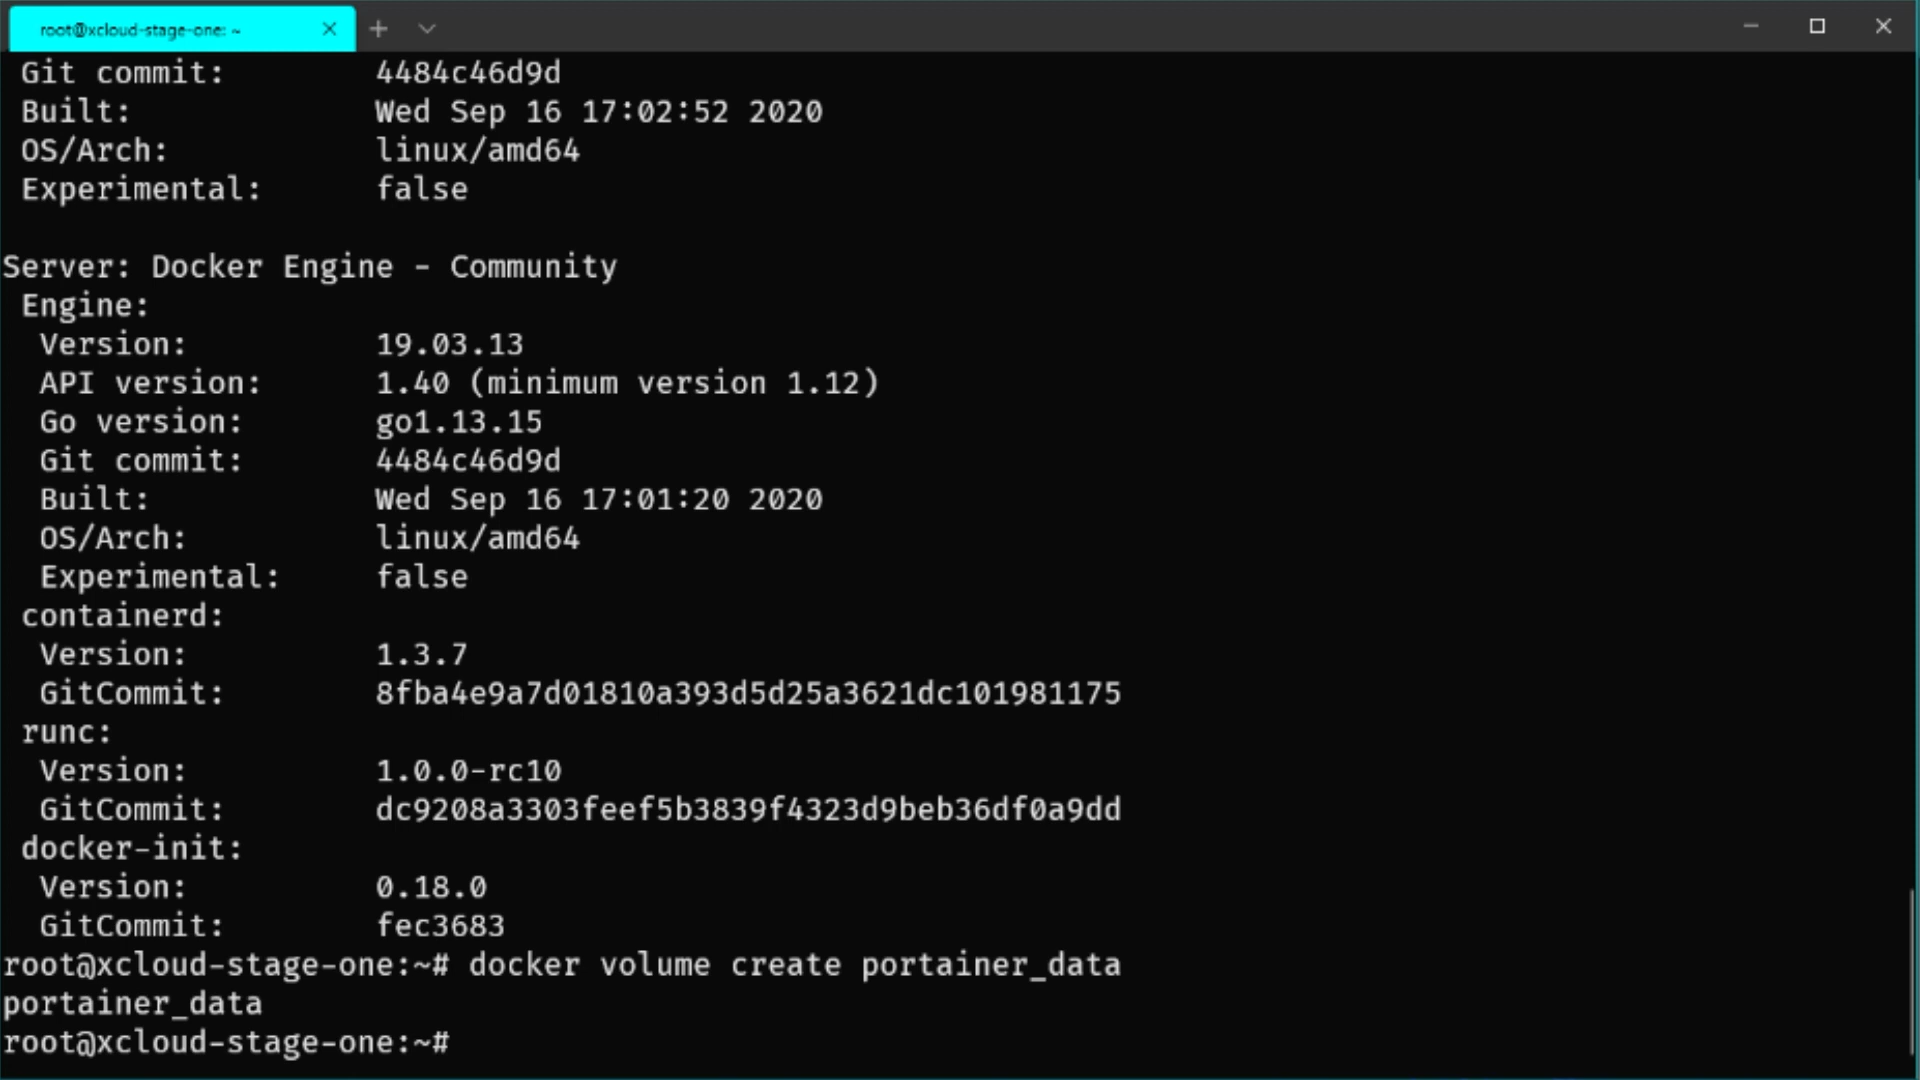 root@xcloud-stage-one: ~
Git commit: 4484c46d9d
Built: Wed Sep 16 17:02:52 2020
OS/Arch: linux/amd64
Experimental: false
Server: Docker Engine - Community
Engine:
Version: 19.03.13
API version: 1.40 (minimum version 1.12)
Go version: go1.13.15
Git commit: 4484c46d9d
Built: Wed Sep 16 17:01:20 2020
OS/Arch: linux/amd64
Experimental: false
containerd:
Version: 1.3.7
GitCommit: 8fba4e9a7d01810a393d5d25a3621dc101981175
runc:
Version: 1.0.0-rc10
GitCommit: dc9208a3303feef5b3839f4323d9beb36df0a9dd
docker-init:
Version: 0.18.0
GitCommit: fec3683
root@xcloud-stage-one:~# docker volume create portainer_data
portainer_data
root@xcloud-stage-one:~#